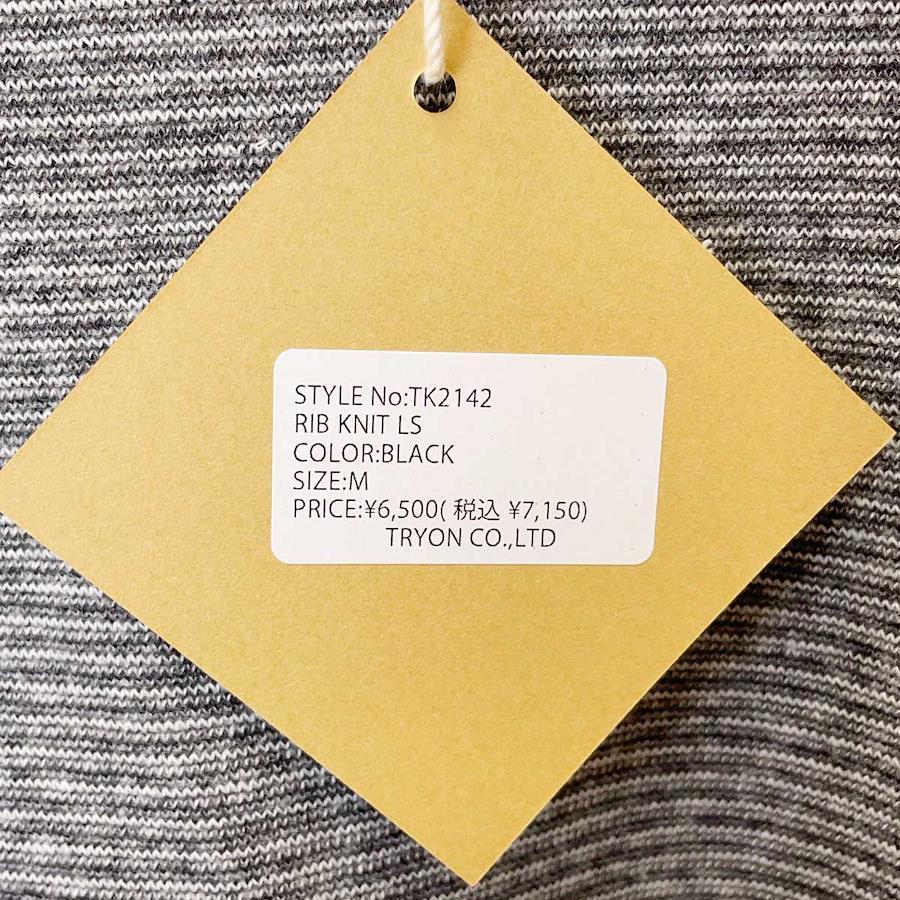 STYLE No:TK2142
RIB KNIT LS
COLOR:BLACK
SIZE:M
PRICE:¥6,500( 税込 ¥7,150)
TRYON CO.,LTD